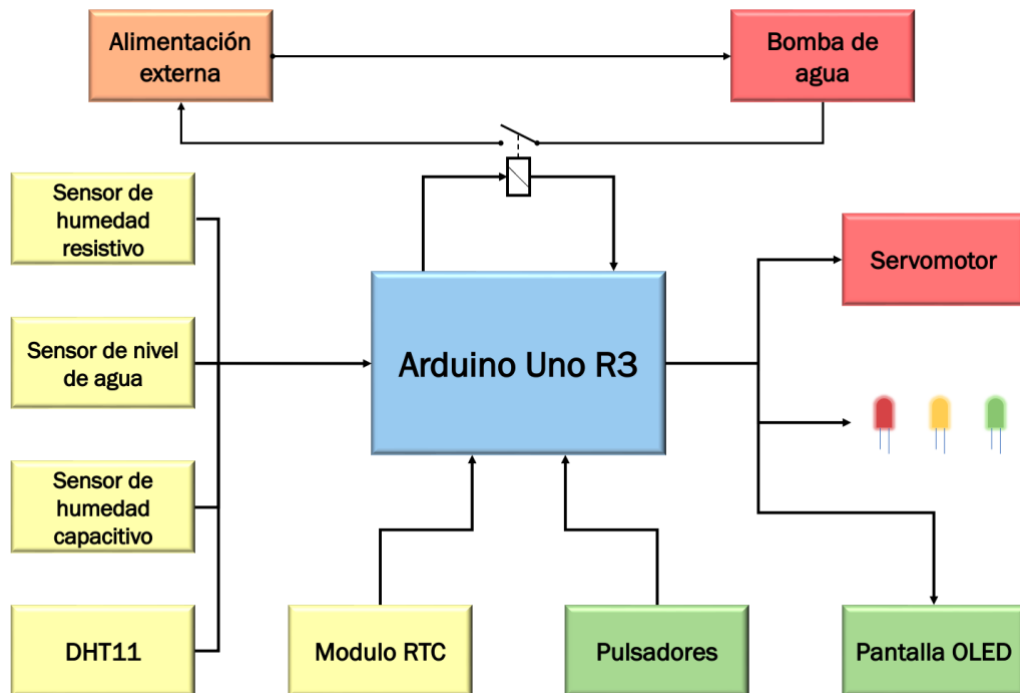 Alimentación
externa
Bomba de
agua
Sensor de
humedad
resistivo
Servomotor
Sensor de nivel
de agua
Arduino Uno R3
Sensor de
humedad
capacitivo
DHT11
Modulo RTC
Pulsadores
Pantalla OLED